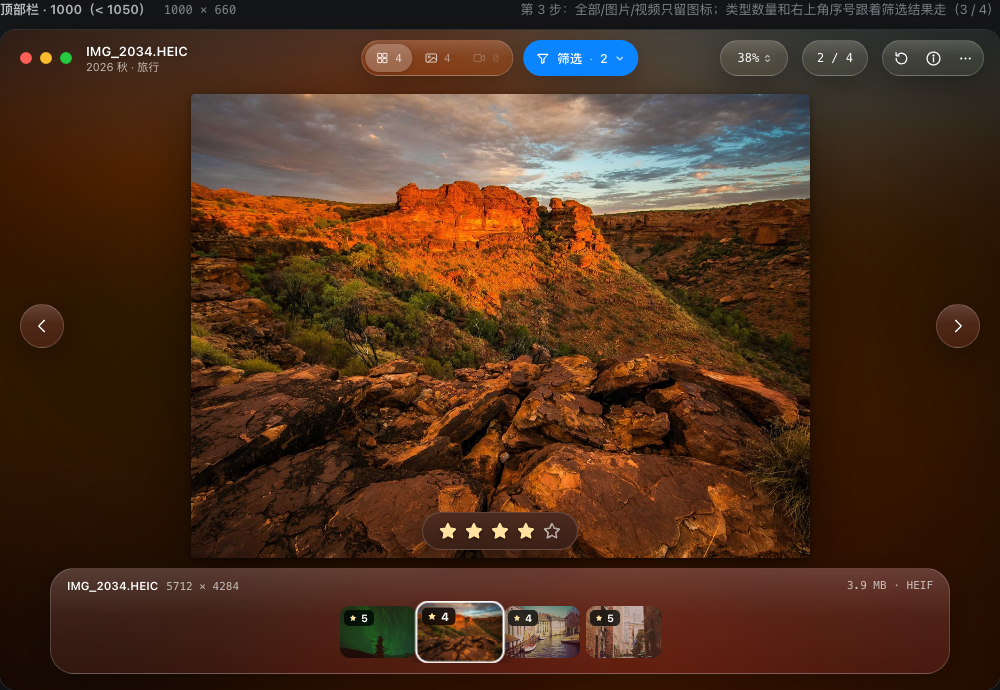 顶部栏 · 1000（< 1050） 1000 × 660
第 3 步：全部/图片/视频只留图标；类型数量和右上角序号跟着筛选结果走（3 / 4）
IMG_2034.HEIC
2026 秋 · 旅行
4 4 0
筛选 · 2
38%
2 / 4
IMG_2034.HEIC 5712 × 4284
3.9 MB · HEIF
5
4
4
5